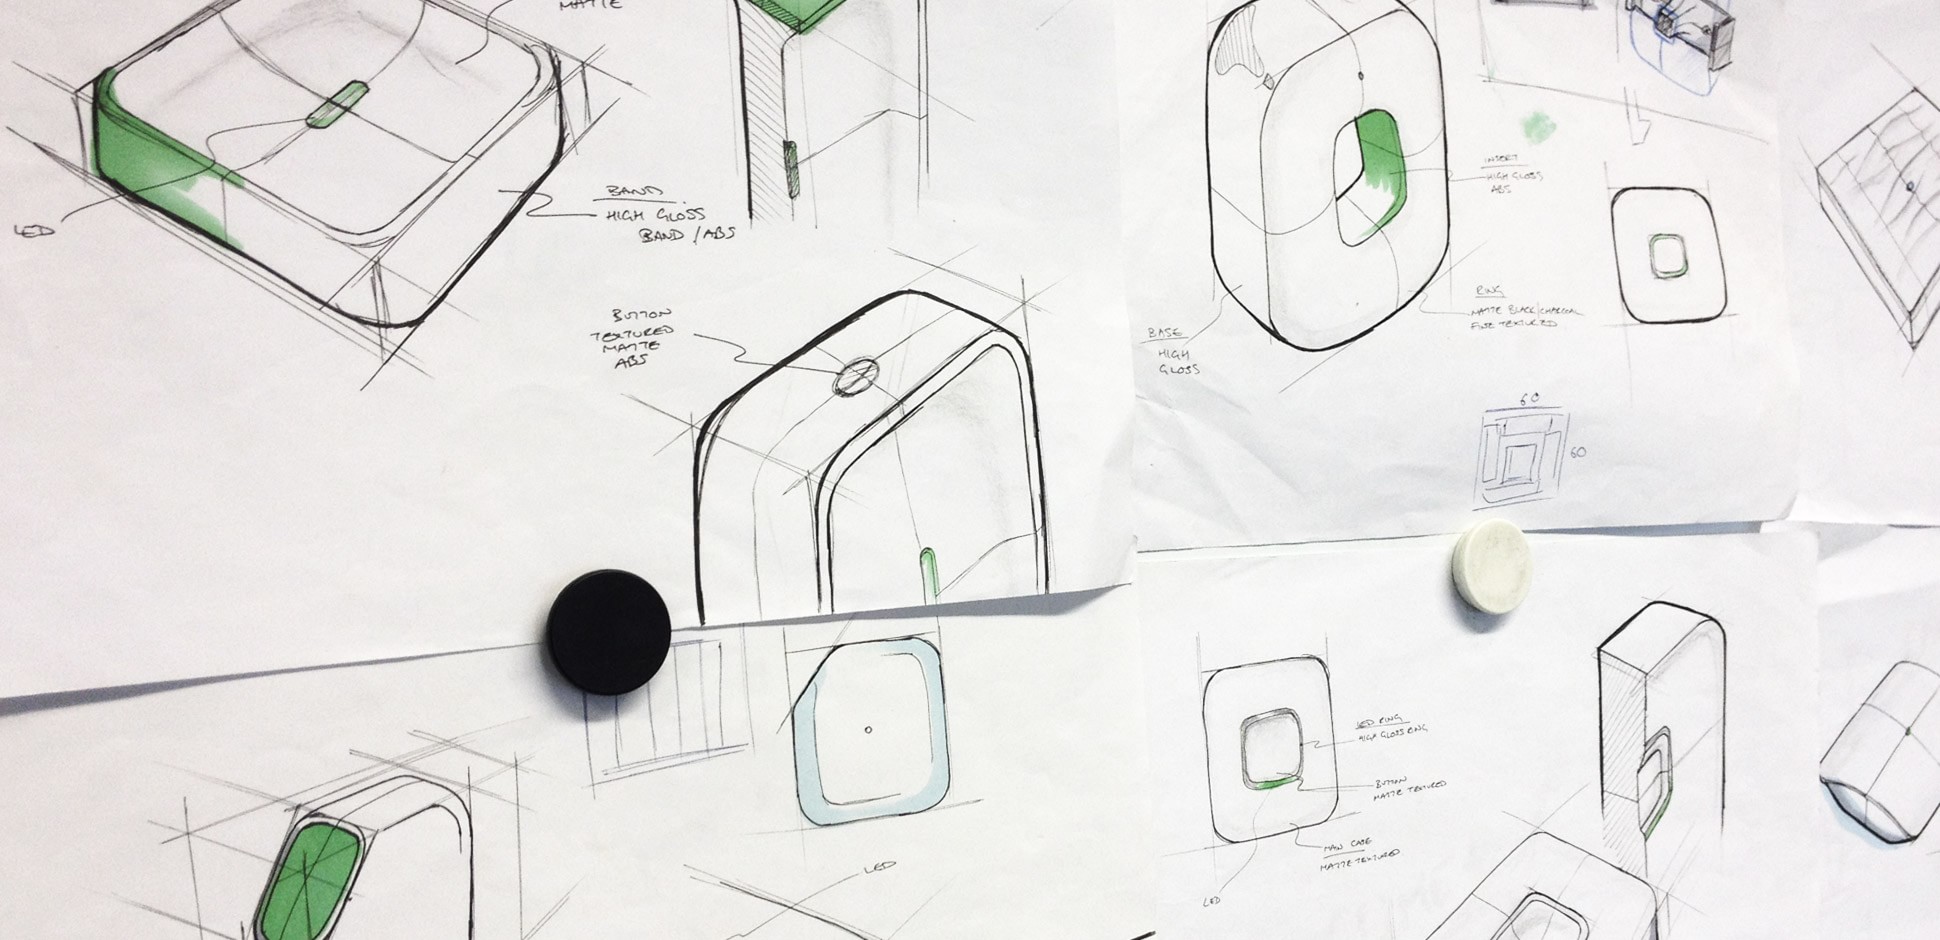 MATTE
LED
BAND
HIGH GLOSS
BAND / ABS
BUTTON
TEXTURED
MATTE
ABS
INSERT
HIGH GLOSS
ABS
RING
MATTE BLACK/CHARCOAL
FINE TEXTURED
BASE
HIGH
GLOSS
60
60
LED RING
HIGH GLOSS RING
BUTTON
MATTE TEXTURED
MAIN CASE
MATTE TEXTURED
LED
LED